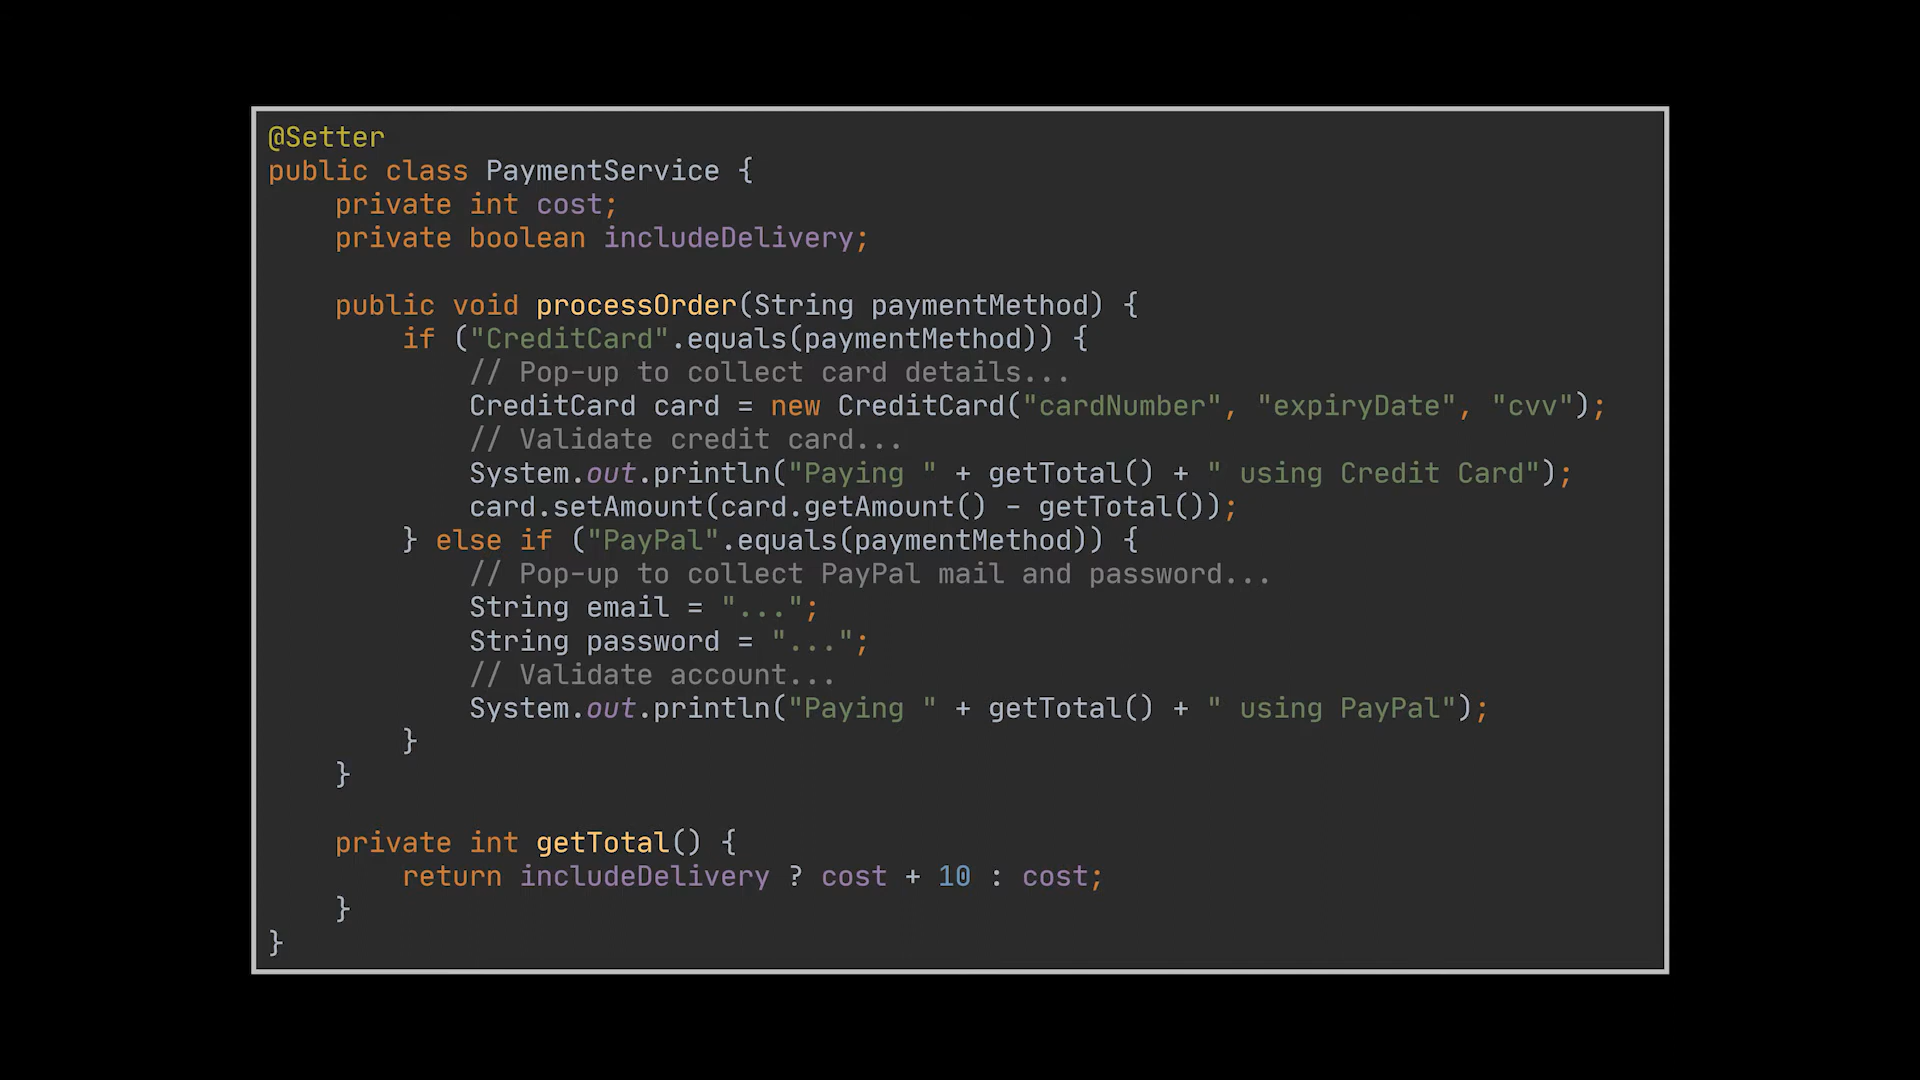 @Setter
public class PaymentService {
    private int cost;
    private boolean includeDelivery;

    public void processOrder(String paymentMethod) {
        if ("CreditCard".equals(paymentMethod)) {
            // Pop-up to collect card details...
            CreditCard card = new CreditCard("cardNumber", "expiryDate", "cvv");
            // Validate credit card...
            System.out.println("Paying " + getTotal() + " using Credit Card");
            card.setAmount(card.getAmount() - getTotal());
        } else if ("PayPal".equals(paymentMethod)) {
            // Pop-up to collect PayPal mail and password...
            String email = "...";
            String password = "...";
            // Validate account...
            System.out.println("Paying " + getTotal() + " using PayPal");
        }
    }

    private int getTotal() {
        return includeDelivery ? cost + 10 : cost;
    }
}